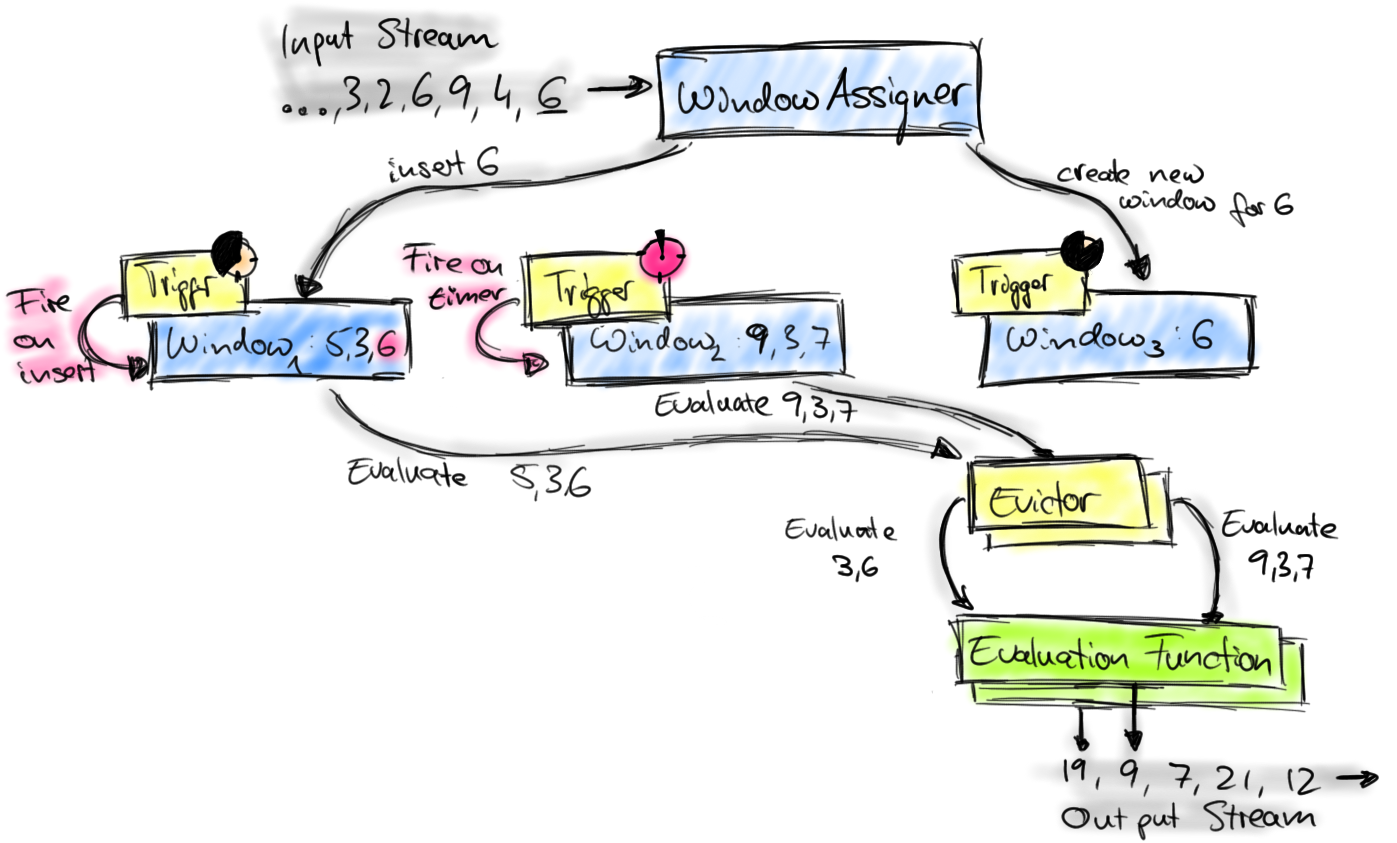 Input Stream
...,3,2,6,9,4,6
Window Assigner
insert 6
create new
window for 6
Trigger
Fire on
timer
Trigger
Trigger
Fire
on
insert
Window1: 5,3,6
Window2: 9,3,7
Window3: 6
Evaluate 9,3,7
Evaluate 5,3,6
Evictor
Evaluate
3,6
Evaluate
9,3,7
Evaluation Function
19, 9, 7, 21, 12
Output Stream